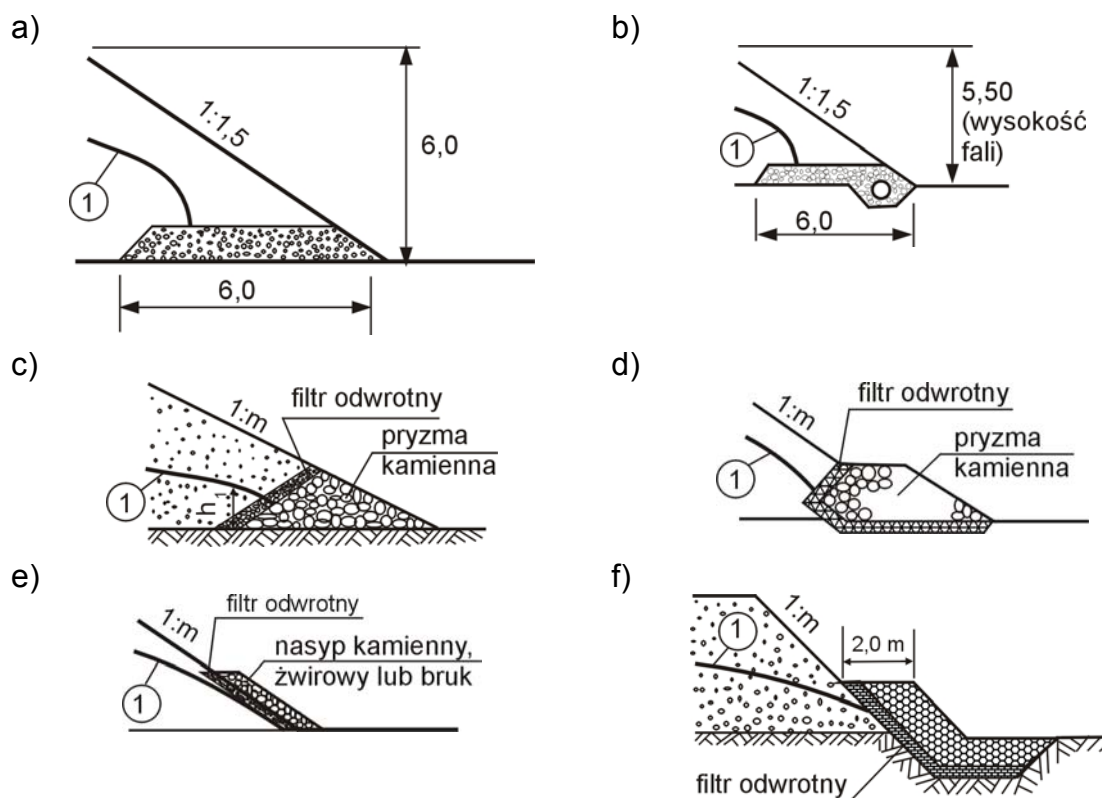 a)
1:1,5
6,0
1
6,0
b)
1:1,5
5,50
(wysokość
fali)
1
6,0
c)
1:m
filtr odwrotny
pryzma
kamienna
1
h1
d)
1:m
filtr odwrotny
pryzma
kamienna
1
e)
1:m
filtr odwrotny
nasyp kamienny,
żwirowy lub bruk
1
f)
1:m
1
2,0 m
filtr odwrotny